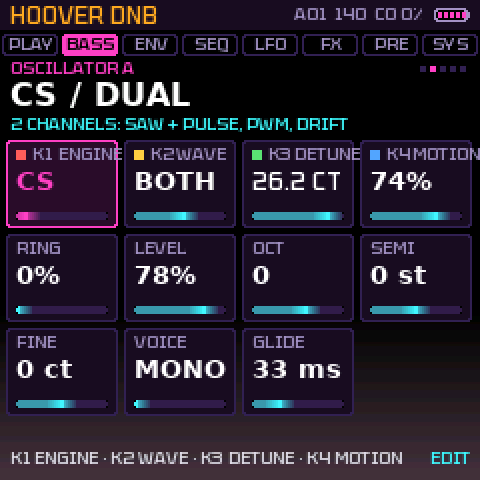 HOOVER DNB A01 140 C0 0%
PLAY BASS ENV SEQ LFO FX PRE SYS
OSCILLATOR A
CS / DUAL
2 CHANNELS: SAW + PULSE, PWM, DRIFT
K1 ENGINE K2 WAVE K3 DETUNE K4 MOTION
CS BOTH 26.2 CT 74%
RING LEVEL OCT SEMI
0% 78% 0 0 st
FINE VOICE GLIDE
0 ct MONO 33 ms
K1 ENGINE · K2 WAVE · K3 DETUNE · K4 MOTION EDIT